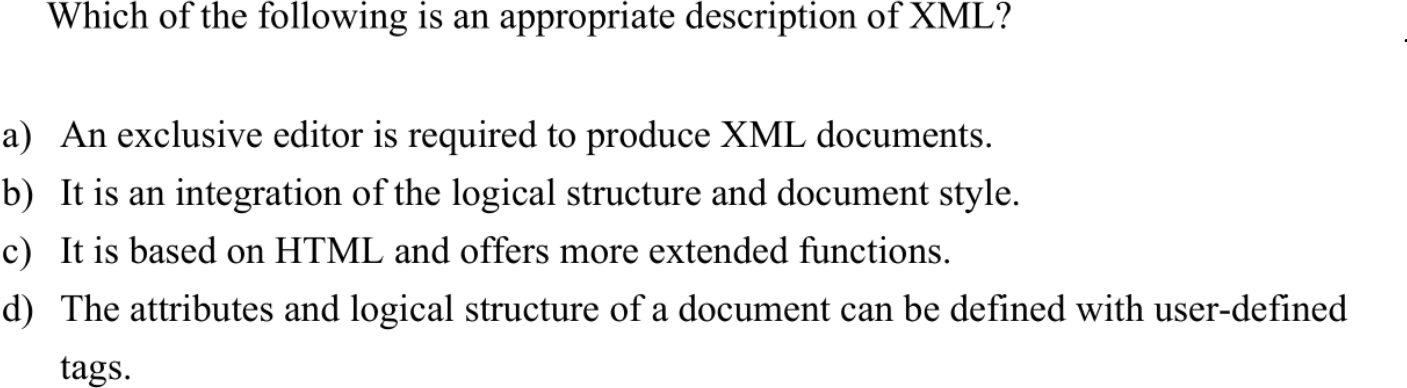 Which of the following is an appropriate description of XML?
a) An exclusive editor is required to produce XML documents.
b) It is an integration of the logical structure and document style.
c) It is based on HTML and offers more extended functions.
d) The attributes and logical structure of a document can be defined with user-defined
tags.